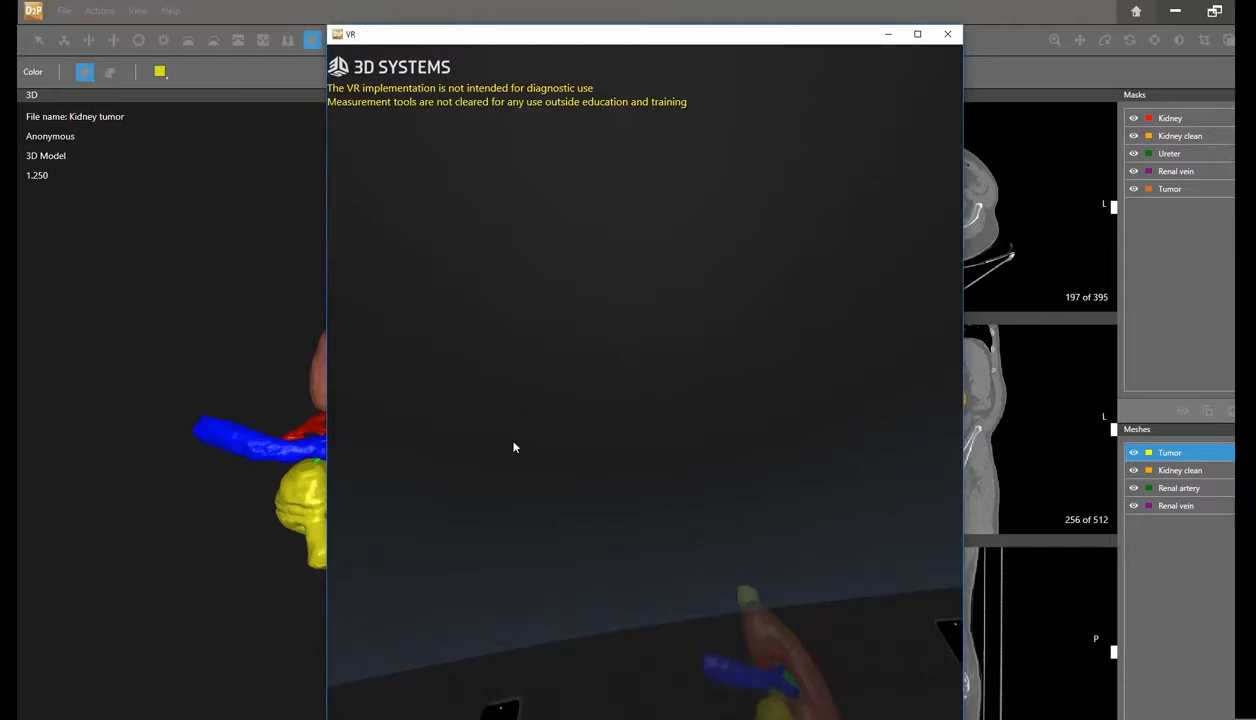 D2P
File
Actions
View
Help
VR
Color
3D SYSTEMS
The VR implementation is not intended for diagnostic use
Measurement tools are not cleared for any use outside education and training
3D
File name: Kidney tumor
Anonymous
3D Model
1.250
L
197 of 395
L
256 of 512
P
Masks
Kidney
Kidney clean
Ureter
Renal vein
Tumor
Meshes
Tumor
Kidney clean
Renal artery
Renal vein